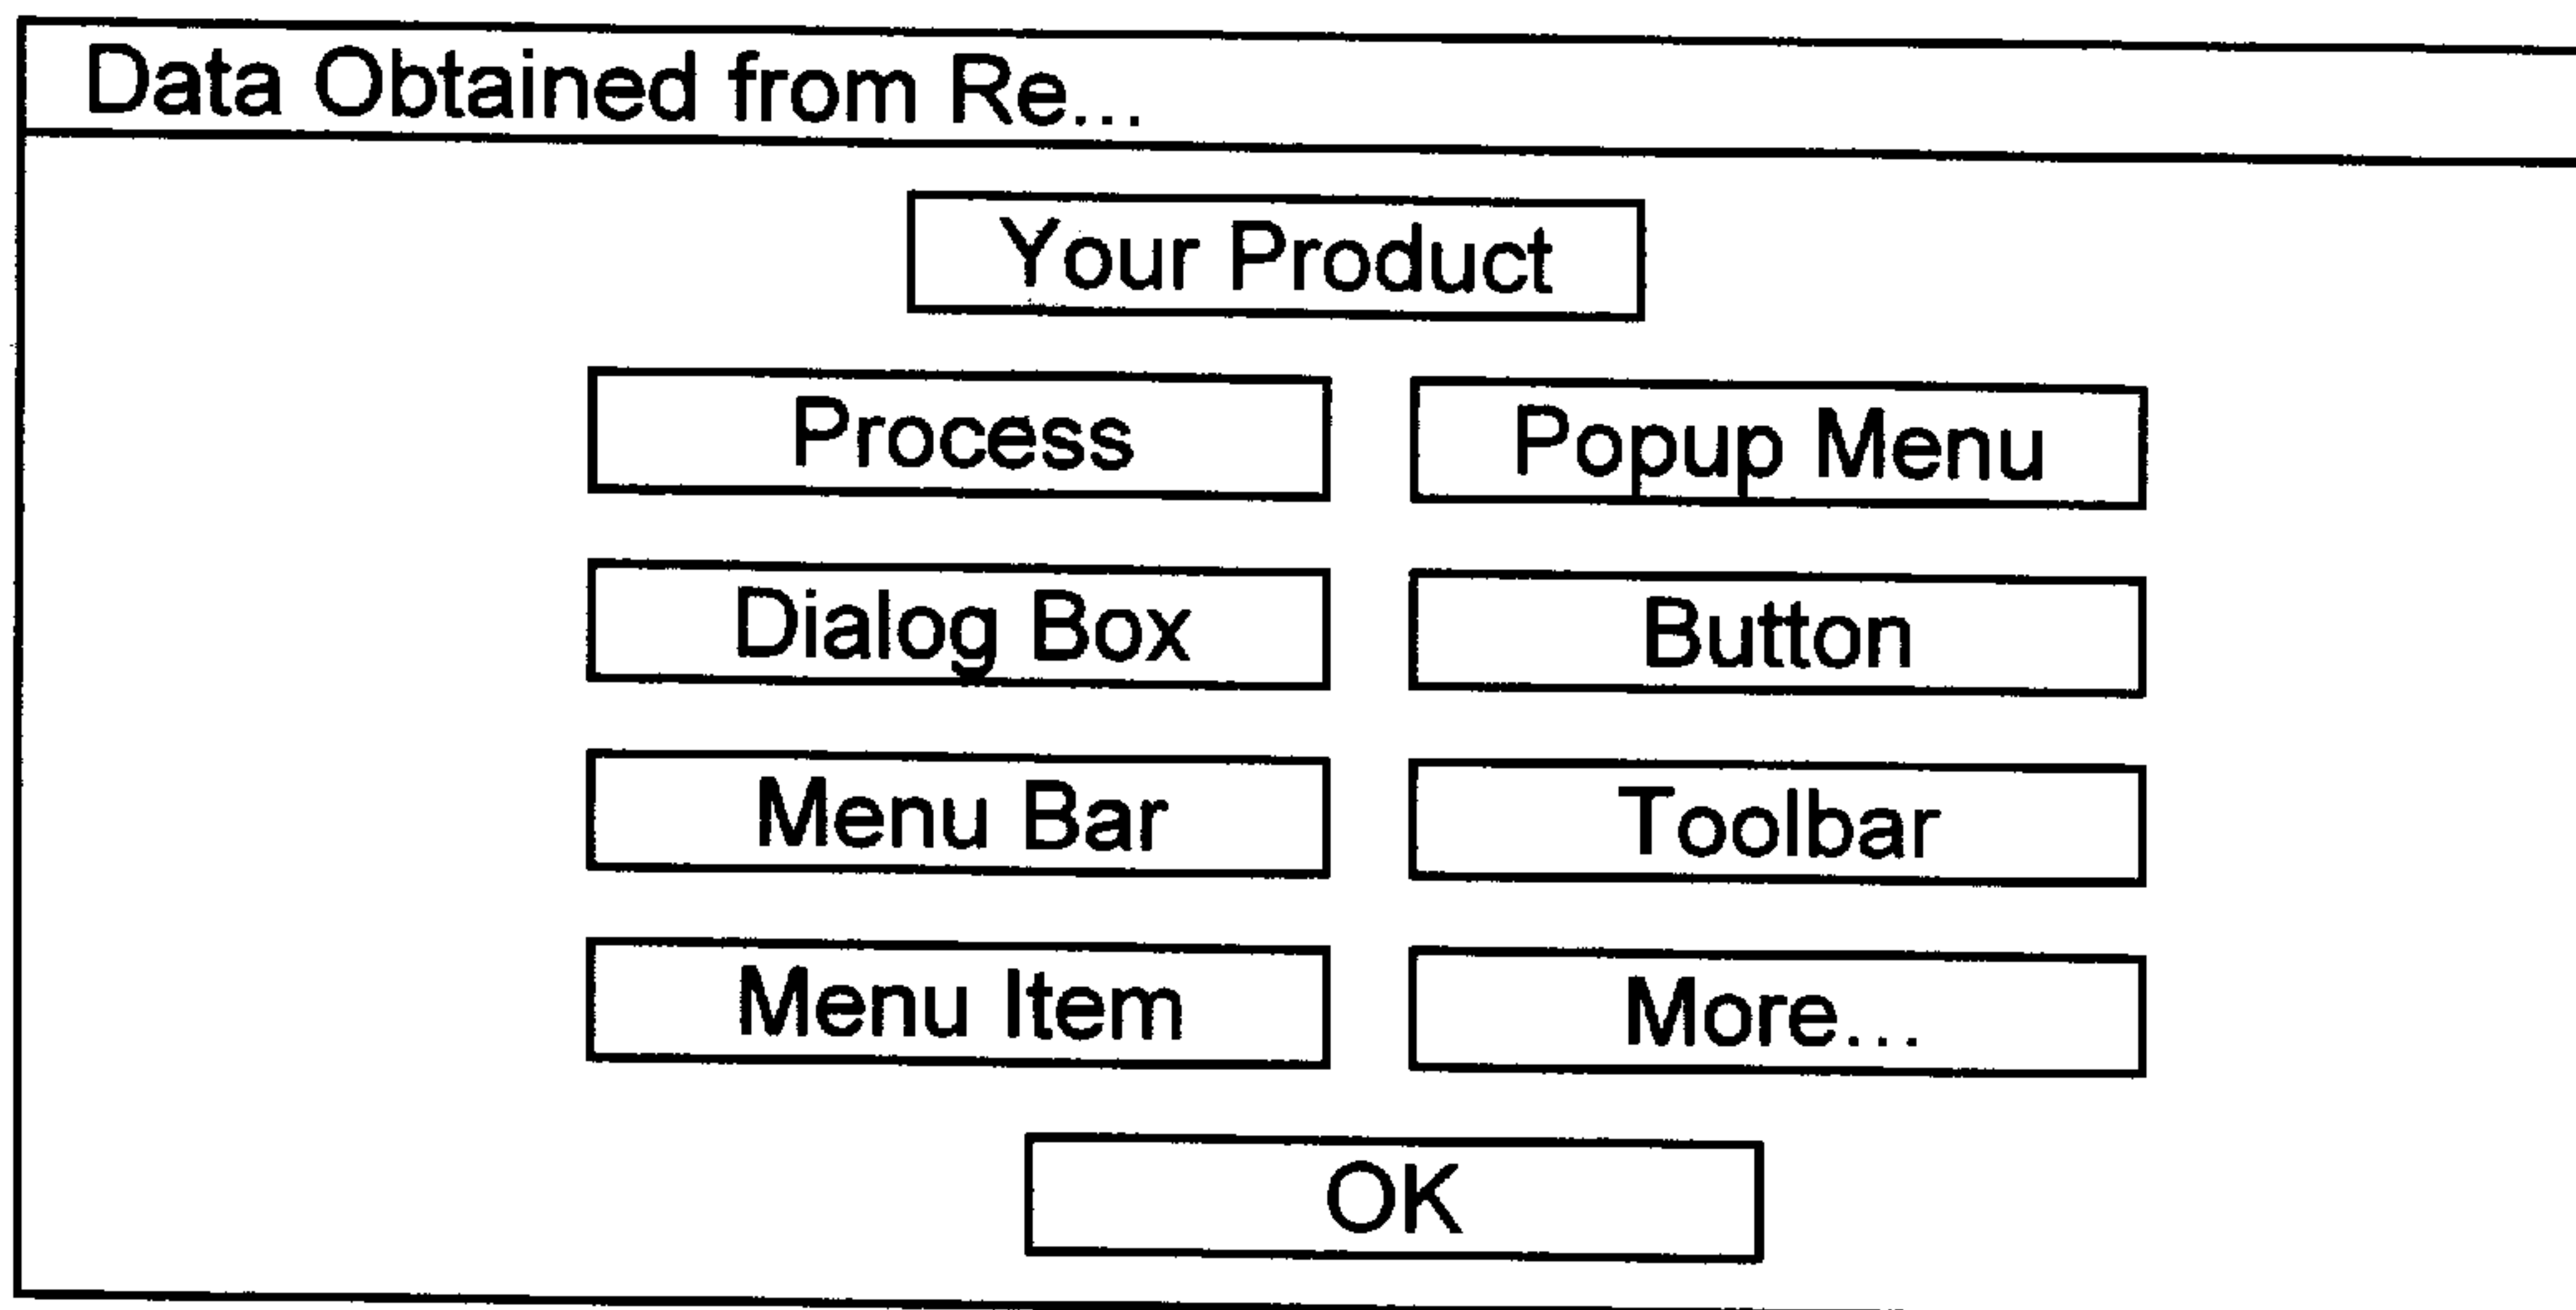 Data Obtained from Re...
Your Product
Process Popup Menu
Dialog Box Button
Menu Bar Toolbar
Menu Item More...
OK